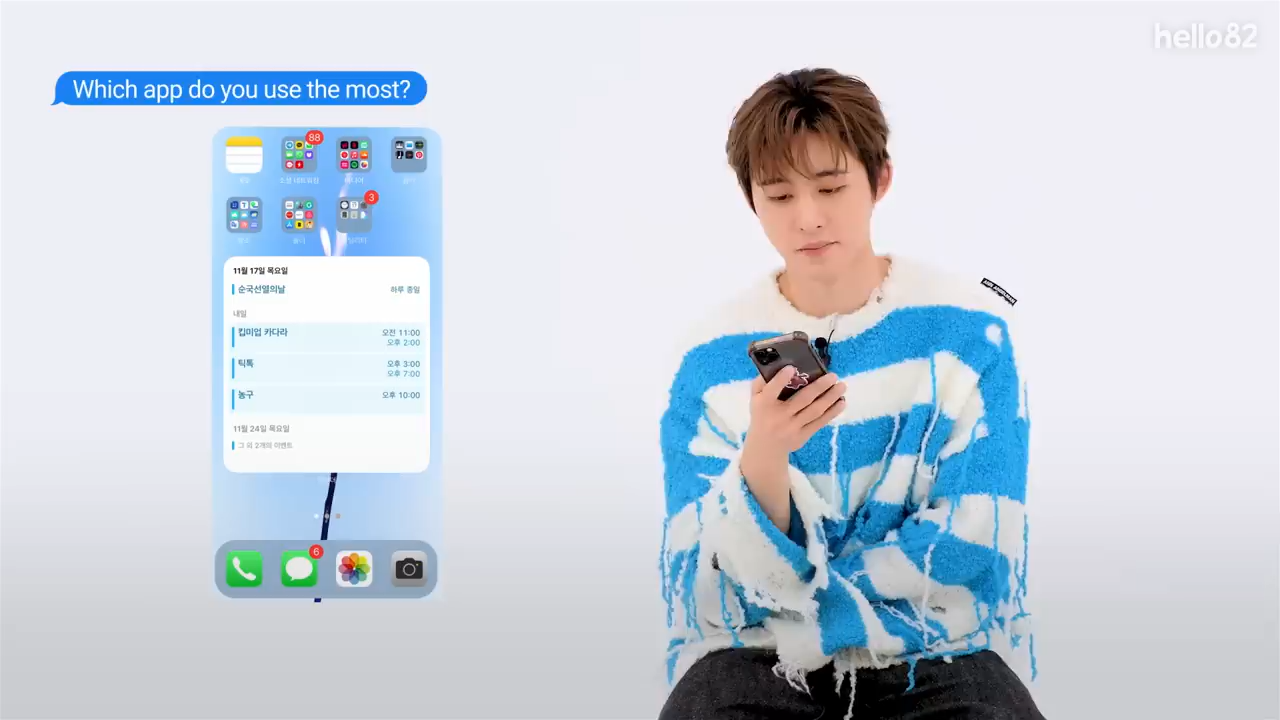 hello82
Which app do you use the most?
88
3
11월 17일 목요일
순국선열의날 하루 종일
내일
킵미업 카다라 오전 11:00
오후 2:00
틱톡 오후 3:00
오후 7:00
농구 오후 10:00
11월 24일 목요일
그 외 2개의 이벤트
6